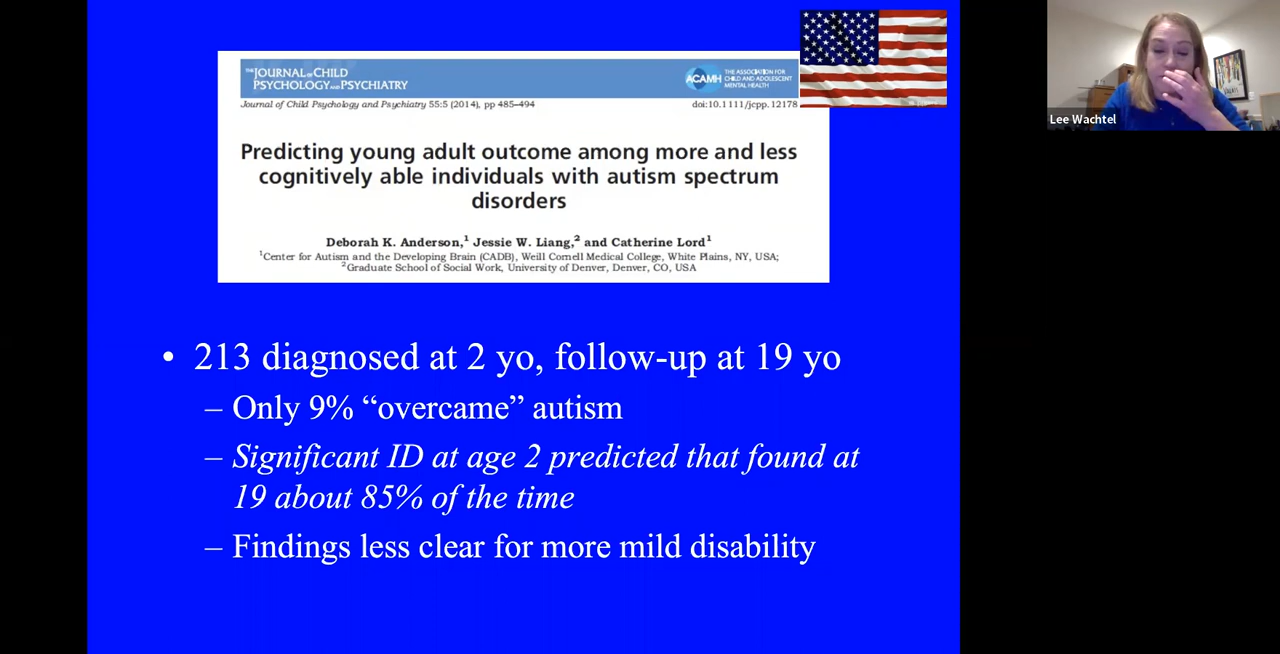 THE JOURNAL OF CHILD
PSYCHOLOGY AND PSYCHIATRY
ACAMH
THE ASSOCIATION FOR
CHILD AND ADOLESCENT
MENTAL HEALTH
Journal of Child Psychology and Psychiatry 55:5 (2014), pp 485–494
doi:10.1111/jcpp.12178
Predicting young adult outcome among more and less
cognitively able individuals with autism spectrum
disorders
Deborah K. Anderson,¹ Jessie W. Liang,² and Catherine Lord¹
¹Center for Autism and the Developing Brain (CADB), Weill Cornell Medical College, White Plains, NY, USA;
²Graduate School of Social Work, University of Denver, Denver, CO, USA
• 213 diagnosed at 2 yo, follow-up at 19 yo
– Only 9% “overcame” autism
– Significant ID at age 2 predicted that found at
19 about 85% of the time
– Findings less clear for more mild disability
Lee Wachtel